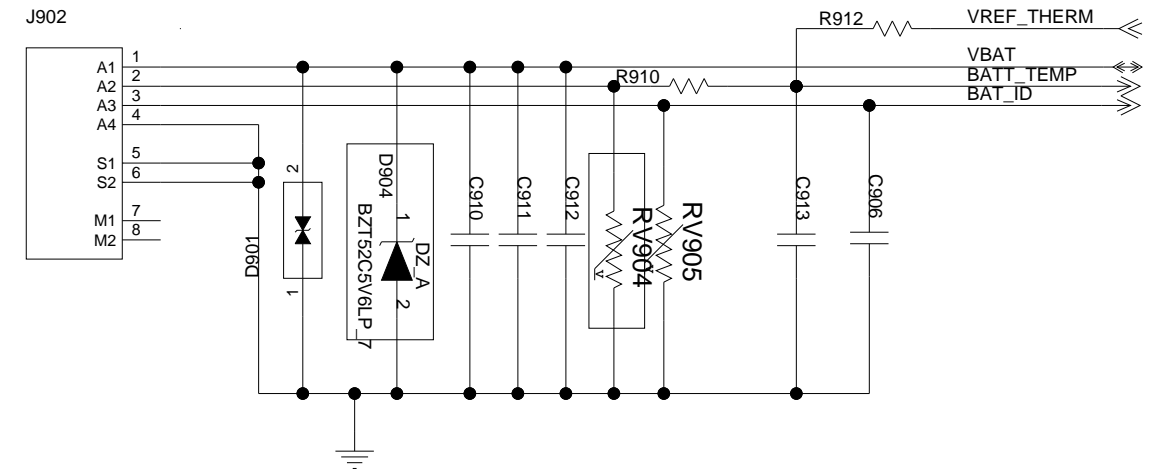 J902
R912
VREF_THERM
A1 1
VBAT
A2 2
R910
BATT_TEMP
A3 3
BAT_ID
A4 4
S1 5
S2 6
M1 7
M2 8
D901
2
1
D904
BZT52C5V6LP_7
1
DZ_A
2
C910
C911
C912
RV904
V
RV905
C913
C906